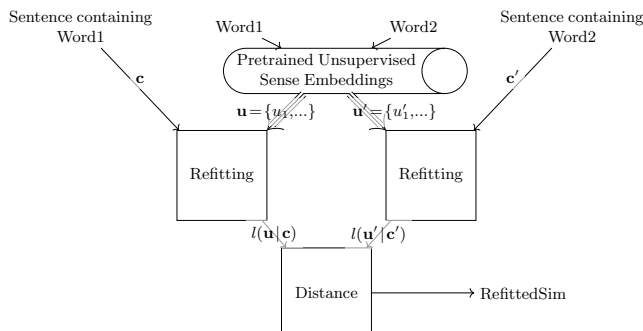 Sentence containing
Word1
Word1
Word2
Sentence containing
Word2
Pretrained Unsupervised
Sense Embeddings
c
c′
u={u₁,...}
u′={u′₁,...}
Refitting
Refitting
l(u|c)
l(u′|c′)
Distance
RefittedSim